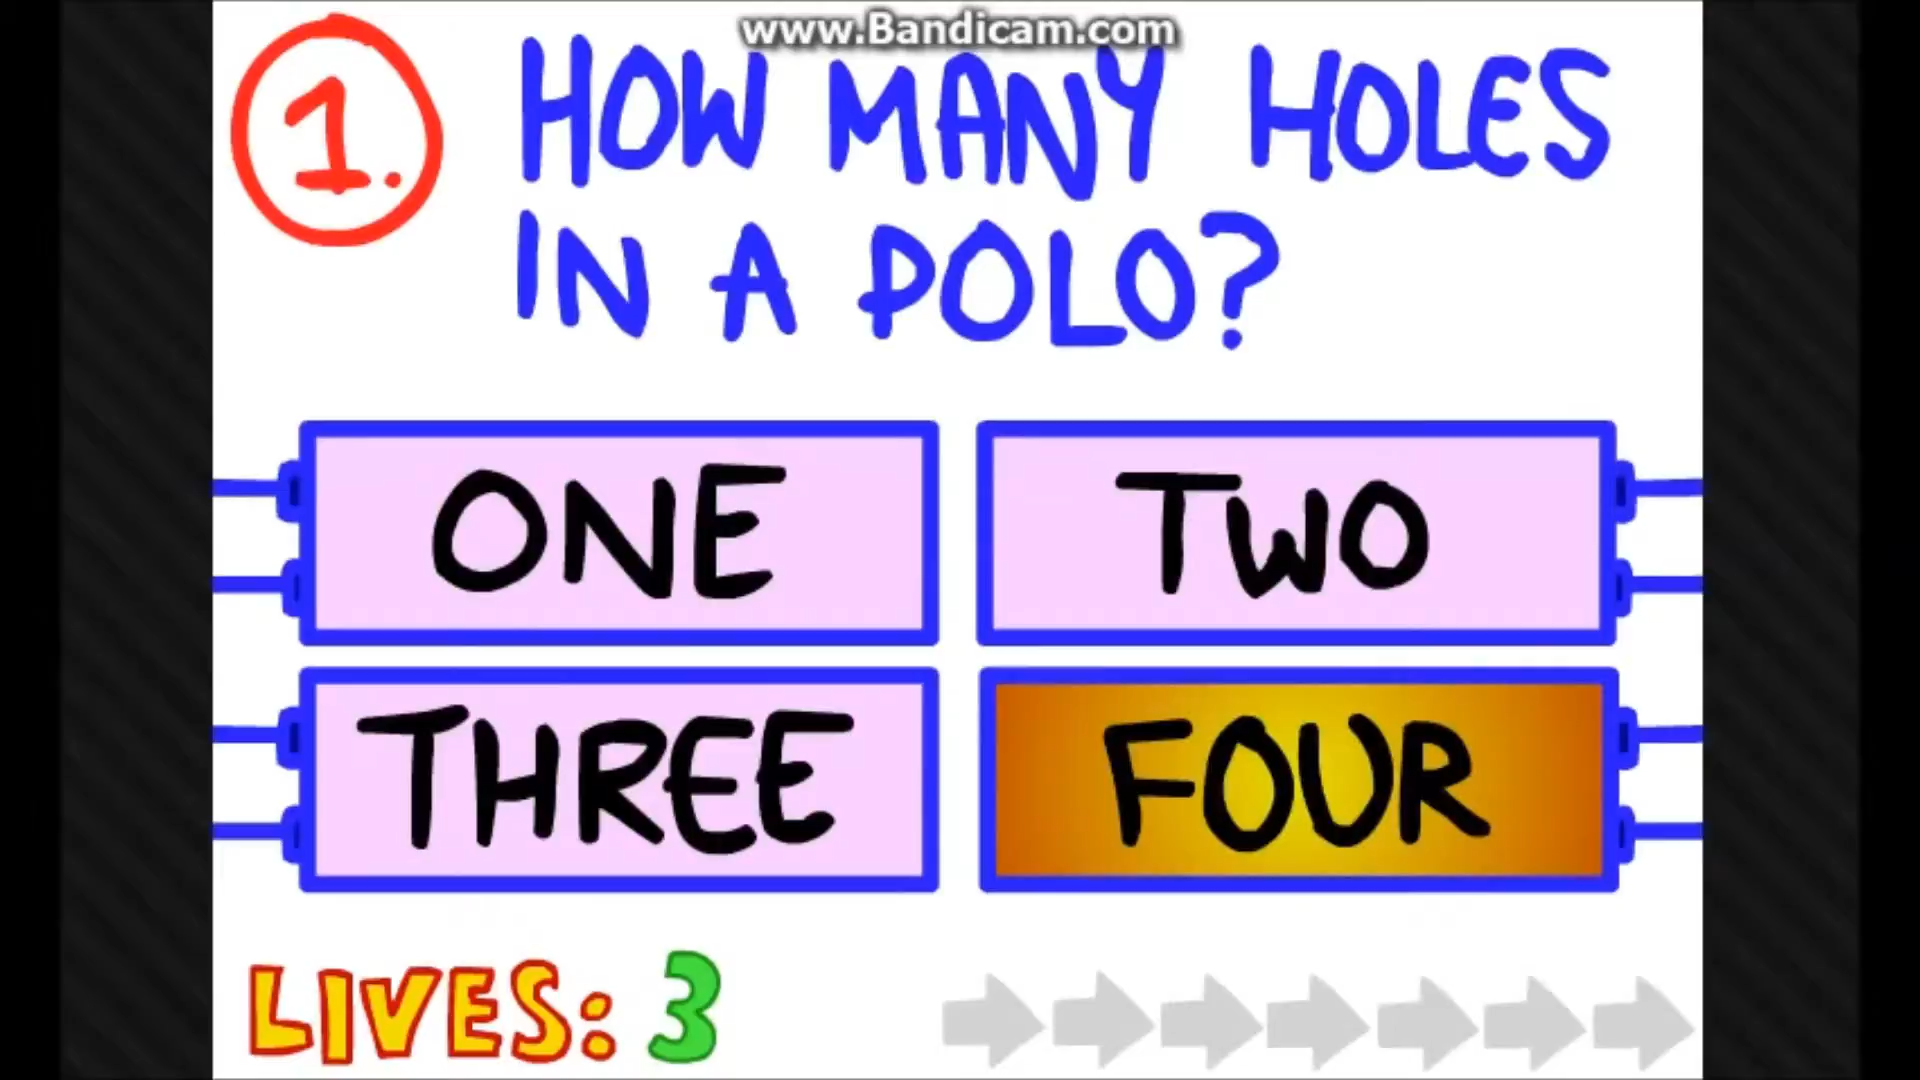 www.Bandicam.com
1. HOW MANY HOLES
IN A POLO?
ONE
TWO
THREE
FOUR
LIVES: 3